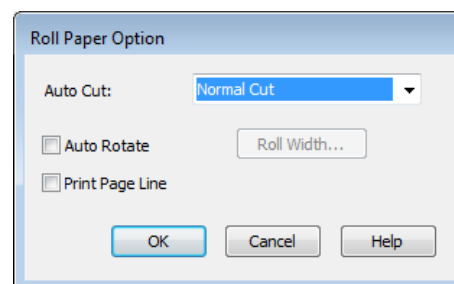 Roll Paper Option
Auto Cut: Normal Cut
Auto Rotate Roll Width...
Print Page Line
OK Cancel Help